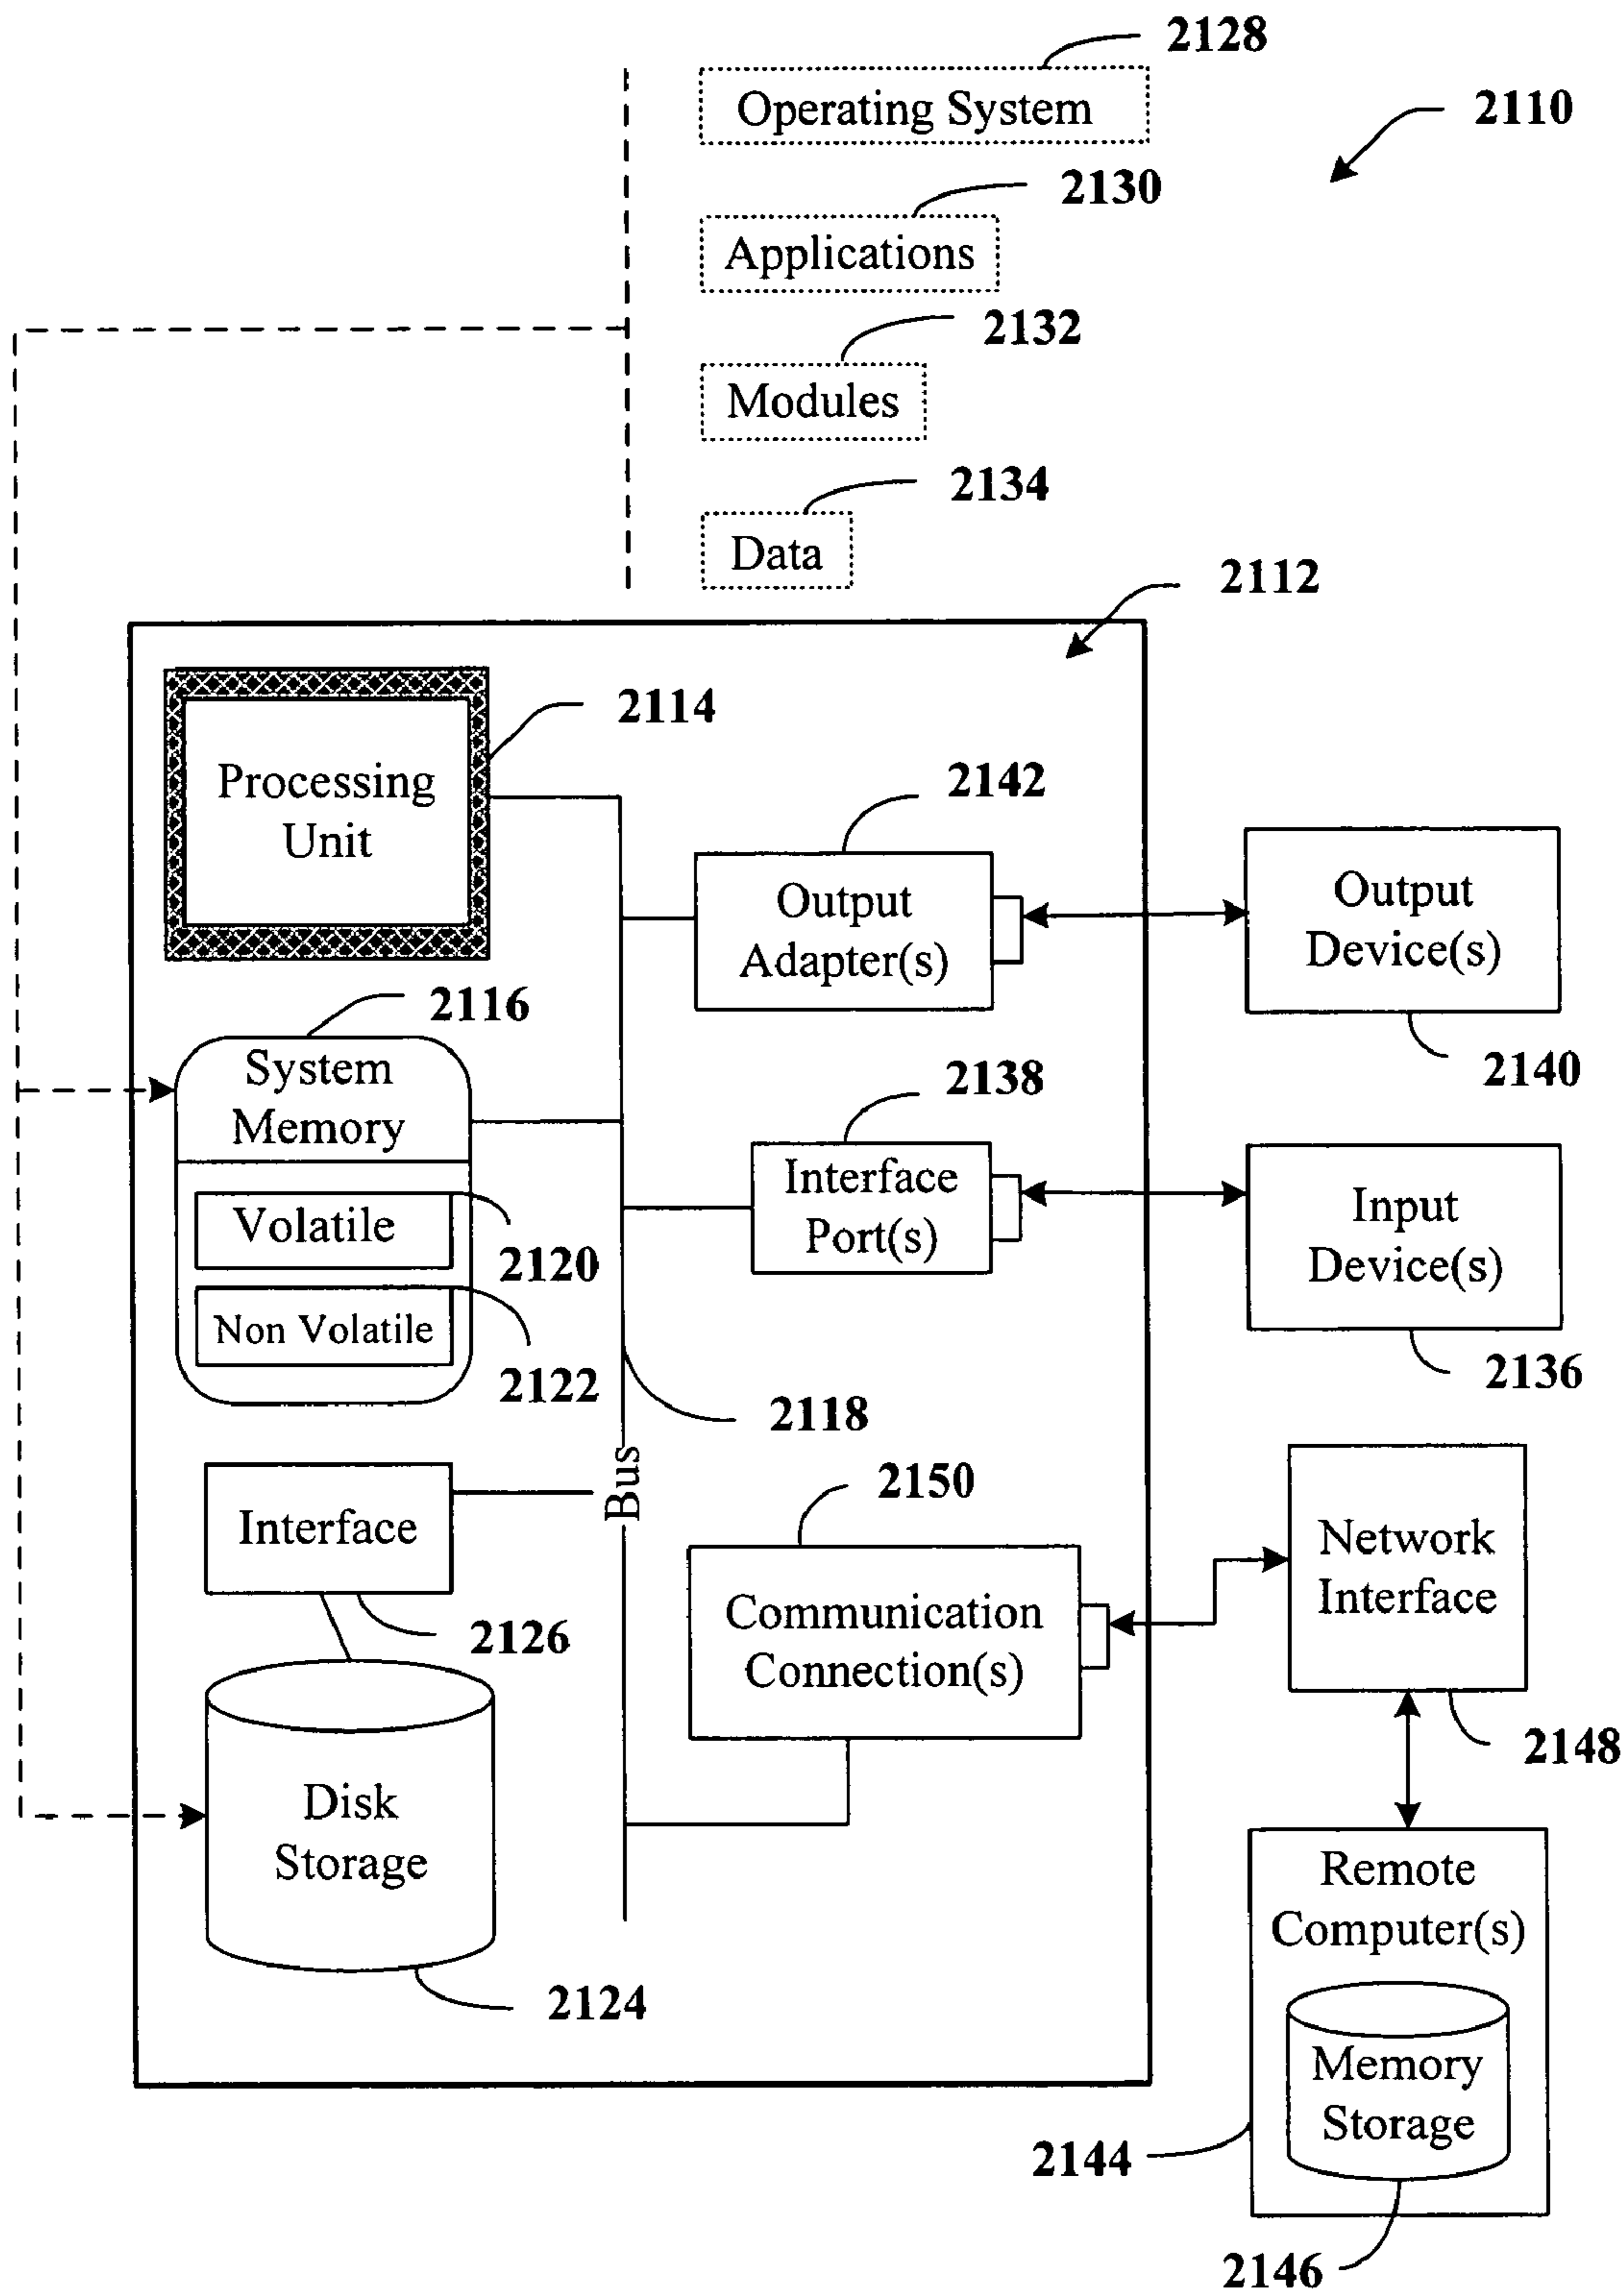 2128
Operating System
2110
2130
Applications
2132
Modules
2134
Data
2112
2114
Processing
Unit
2142
Output
Adapter(s)
Output
Device(s)
2140
2116
System
Memory
2138
Interface
Port(s)
Input
Device(s)
2136
Volatile
2120
Non Volatile
2122
2118
Bus
Interface
2126
2150
Communication
Connection(s)
Network
Interface
2148
Disk
Storage
2124
Remote
Computer(s)
Memory
Storage
2144
2146